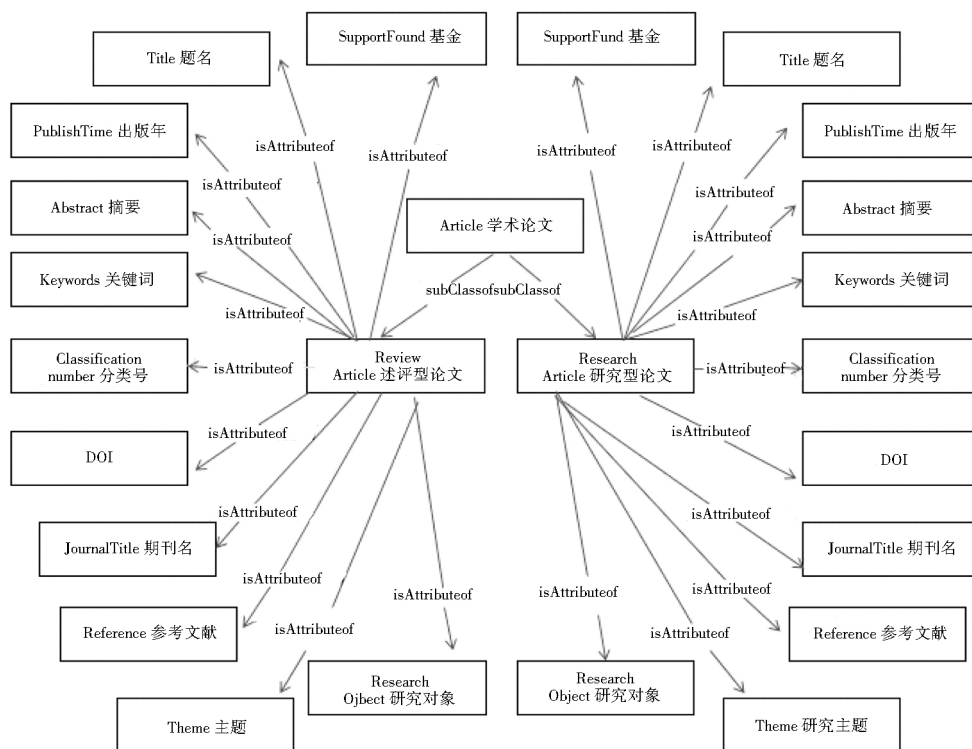 SupportFound 基金
SupportFund 基金
Title 题名
Title 题名
PublishTime 出版年
PublishTime 出版年
isAttributeof
isAttributeof
isAttributeof
isAttributeof
isAttributeof
isAttributeof
Abstract 摘要
Abstract 摘要
Article 学术论文
isAttributeof
isAttributeof
Keywords 关键词
Keywords 关键词
subClassofsubClassof
isAttributeof
isAttributeof
Classification
number 分类号
isAttributeof
Review
Article 述评型论文
Research
Article 研究型论文
isAttributeof
Classification
number 分类号
isAttributeof
isAttributeof
DOI
DOI
isAttributeof
isAttributeof
JournalTitle 期刊名
JournalTitle 期刊名
isAttributeof
isAttributeof
isAttributeof
isAttributeof
Reference 参考文献
Reference 参考文献
isAttributeof
isAttributeof
Research
Ojbect 研究对象
Research
Object 研究对象
Theme 主题
Theme 研究主题